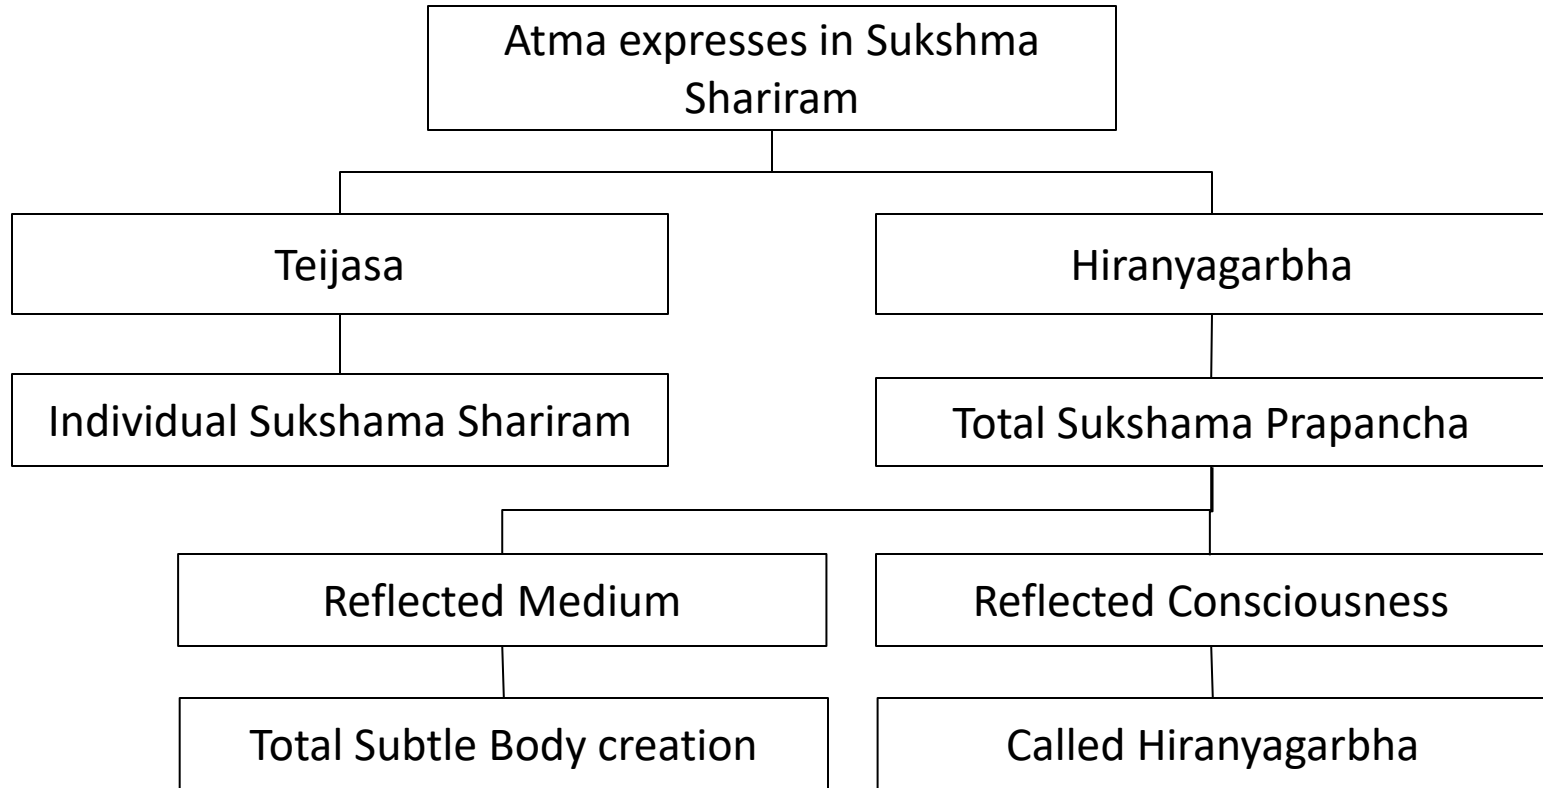 Atma expresses in Sukshma
Shariram
Teijasa
Hiranyagarbha
Individual Sukshama Shariram
Total Sukshama Prapancha
Reflected Medium
Reflected Consciousness
Total Subtle Body creation
Called Hiranyagarbha